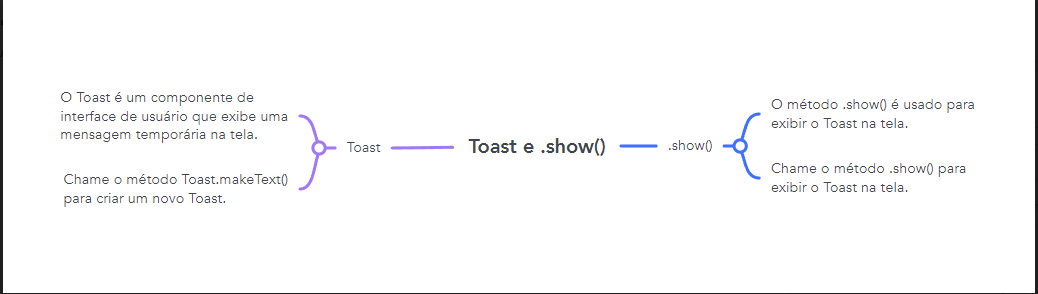 O Toast é um componente de
interface de usuário que exibe uma
mensagem temporária na tela.
Chame o método Toast.makeText()
para criar um novo Toast.
Toast
Toast e .show()
.show()
O método .show() é usado para
exibir o Toast na tela.
Chame o método .show() para
exibir o Toast na tela.